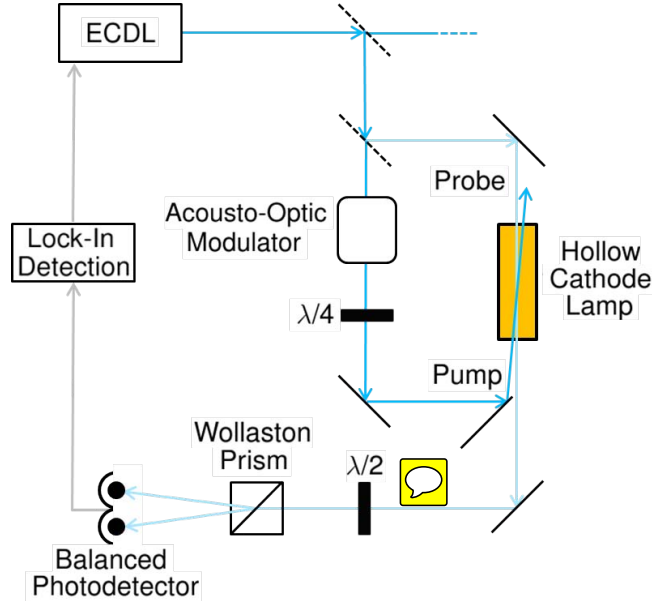 ECDL
Probe
Acousto-Optic
Modulator
Hollow
Cathode
Lamp
Lock-In
Detection
λ/4
Pump
Wollaston
Prism
λ/2
Balanced
Photodetector